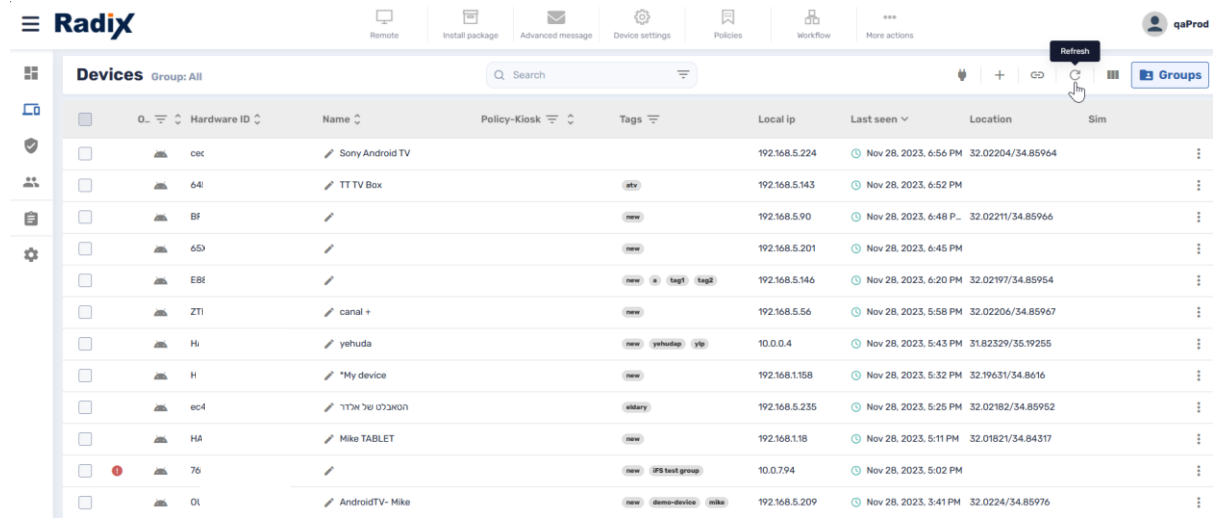 Radix
Remote Install package Advanced message Device settings Policies Workflow More actions
qaProd
Refresh
Devices Group: All
Search
Groups
O... Hardware ID Name Policy-Kiosk Tags Local ip Last seen Location Sim
cec Sony Android TV 192.168.5.224 Nov 28, 2023, 6:56 PM 32.02204/34.85964
64 TT TV Box atv 192.168.5.143 Nov 28, 2023, 6:52 PM
BF new 192.168.5.90 Nov 28, 2023, 6:48 P... 32.02211/34.85966
65X new 192.168.5.201 Nov 28, 2023, 6:45 PM
E88 new a tag1 tag2 192.168.5.146 Nov 28, 2023, 6:20 PM 32.02197/34.85954
ZT canal + new 192.168.5.56 Nov 28, 2023, 5:58 PM 32.02206/34.85967
H yehuda new yehudap ylp 10.0.0.4 Nov 28, 2023, 5:43 PM 31.82329/35.19255
H *My device new 192.168.1.158 Nov 28, 2023, 5:32 PM 32.19631/34.8616
ec4 הטאבלט של אלדר eldary 192.168.5.235 Nov 28, 2023, 5:25 PM 32.02182/34.85952
HA Mike TABLET new 192.168.1.18 Nov 28, 2023, 5:11 PM 32.01821/34.84317
76 new iFS test group 10.0.7.94 Nov 28, 2023, 5:02 PM
AndroidTV- Mike new demo-device mike 192.168.5.209 Nov 28, 2023, 3:41 PM 32.0224/34.85976